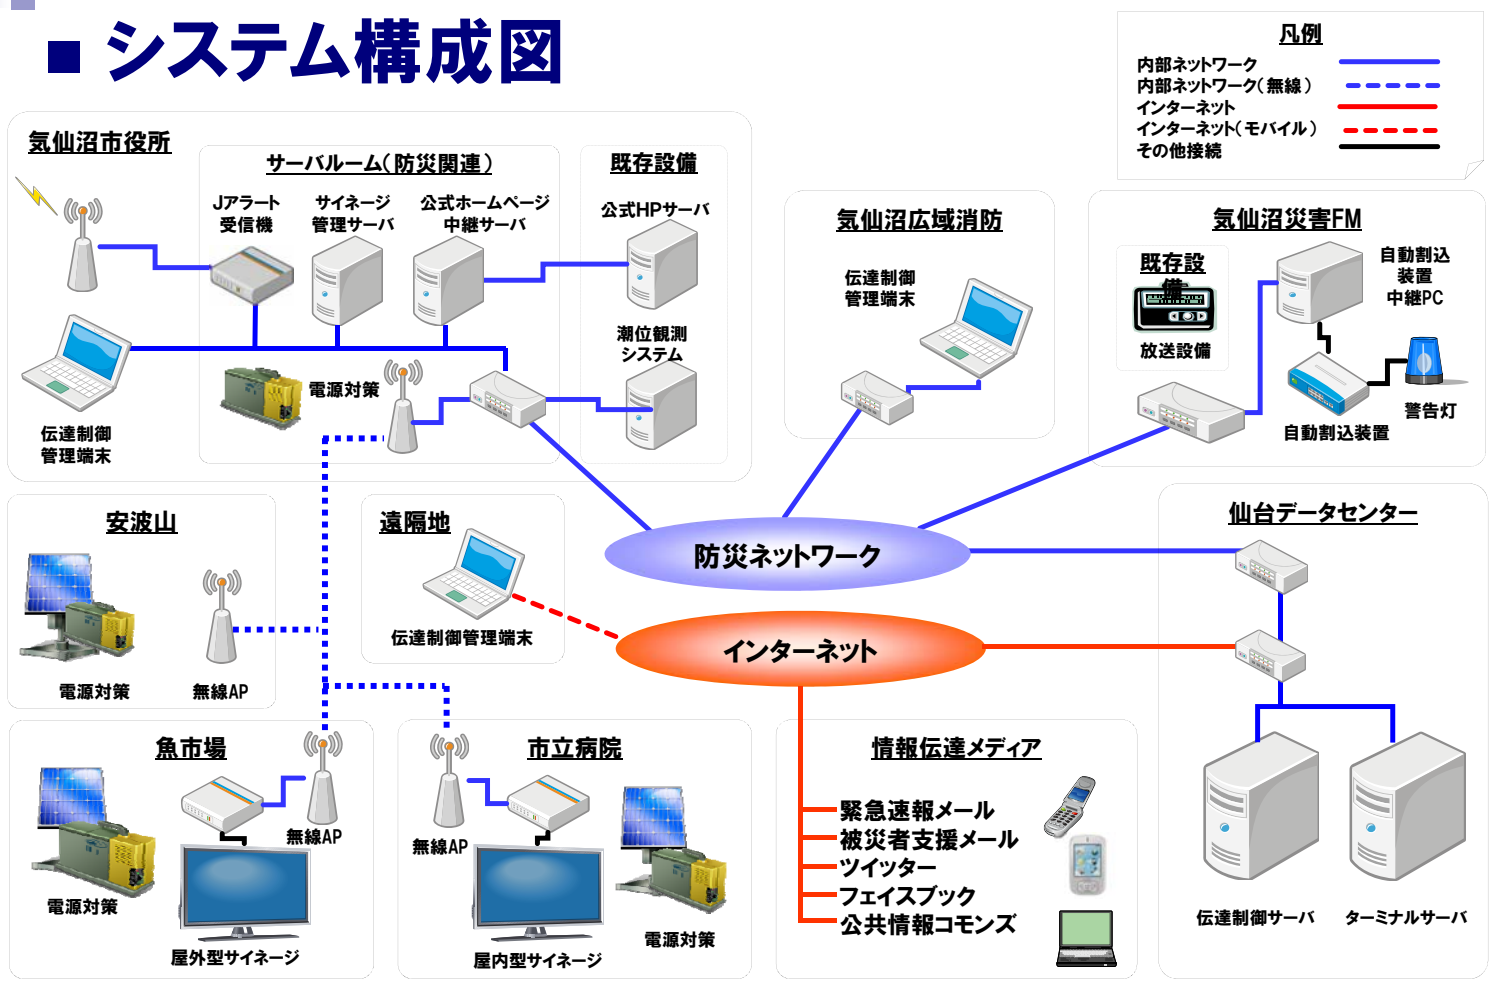 ■ システム構成図
凡例
内部ネットワーク
内部ネットワーク(無線)
インターネット
インターネット(モバイル)
その他接続
気仙沼市役所
サーバルーム(防災関連)
Jアラート
受信機
サイネージ
管理サーバ
公式ホームページ
中継サーバ
既存設備
公式HPサーバ
潮位観測
システム
電源対策
伝達制御
管理端末
気仙沼広域消防
伝達制御
管理端末
気仙沼災害FM
既存設
備
放送設備
自動割込
装置
中継PC
自動割込装置
警告灯
安波山
電源対策
無線AP
遠隔地
伝達制御管理端末
防災ネットワーク
インターネット
仙台データセンター
伝達制御サーバ
ターミナルサーバ
魚市場
電源対策
無線AP
屋外型サイネージ
市立病院
無線AP
屋内型サイネージ
電源対策
情報伝達メディア
緊急速報メール
被災者支援メール
ツイッター
フェイスブック
公共情報コモンズ